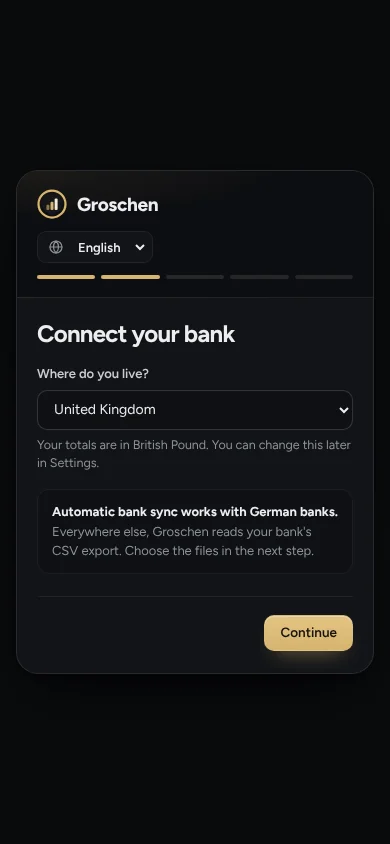 Groschen
English
Connect your bank
Where do you live?
United Kingdom
Your totals are in British Pound. You can change this later
in Settings.
Automatic bank sync works with German banks.
Everywhere else, Groschen reads your bank's
CSV export. Choose the files in the next step.
Continue